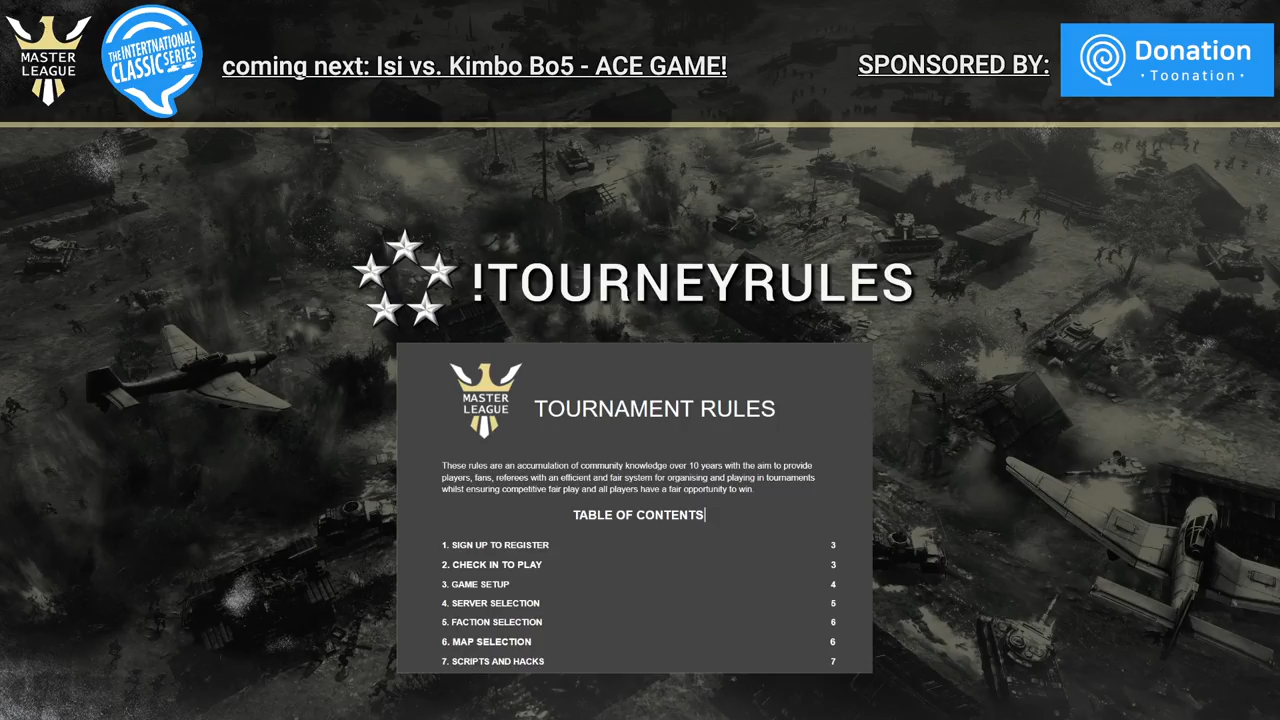 MASTER
LEAGUE
THE INTERTNATIONAL
CLASSIC SERIES
coming next: Isi vs. Kimbo Bo5 - ACE GAME!
SPONSORED BY:
Donation
· Toonation ·
!TOURNEYRULES
MASTER
LEAGUE
TOURNAMENT RULES
These rules are an accumulation of community knowledge over 10 years with the aim to provide
players, fans, referees with an efficient and fair system for organising and playing in tournaments
whilst ensuring competitive fair play and all players have a fair opportunity to win.
TABLE OF CONTENTS
1. SIGN UP TO REGISTER 3
2. CHECK IN TO PLAY 3
3. GAME SETUP 4
4. SERVER SELECTION 5
5. FACTION SELECTION 6
6. MAP SELECTION 6
7. SCRIPTS AND HACKS 7